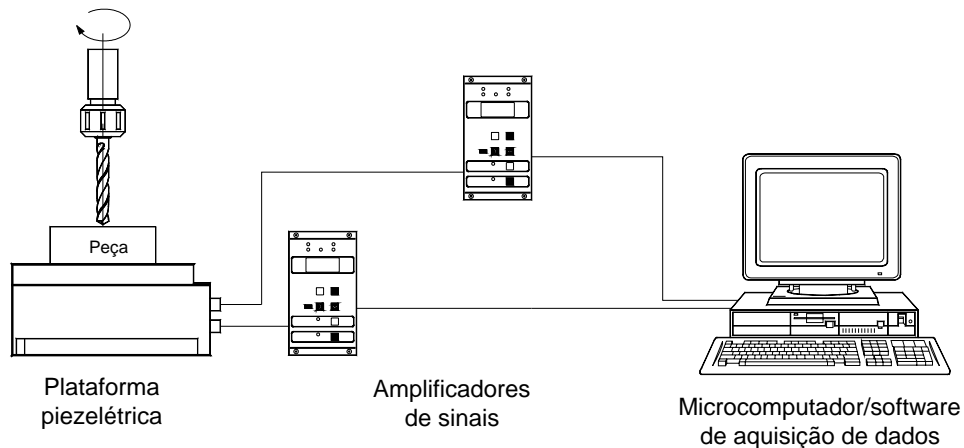 Peça
Plataforma
piezelétrica
Amplificadores
de sinais
Microcomputador/software
de aquisição de dados